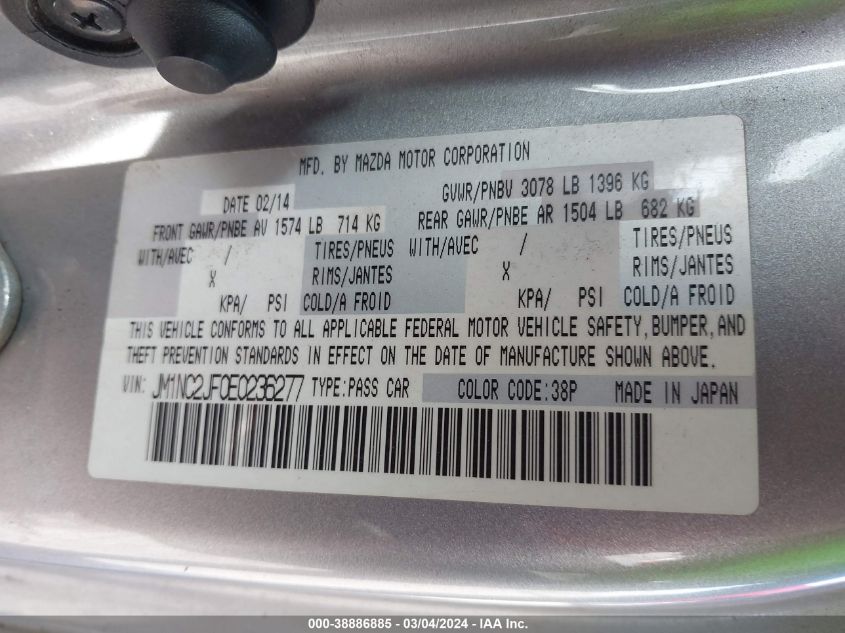 MFD. BY MAZDA MOTOR CORPORATION
DATE 02/14 GVWR/PNBV 3078 LB 1396 KG
FRONT GAWR/PNBE AV 1574 LB 714 KG REAR GAWR/PNBE AR 1504 LB 682 KG
WITH/AVEC / TIRES/PNEUS WITH/AVEC / TIRES/PNEUS
X RIMS/JANTES X RIMS/JANTES
KPA/ PSI COLD/A FROID KPA/ PSI COLD/A FROID
THIS VEHICLE CONFORMS TO ALL APPLICABLE FEDERAL MOTOR VEHICLE SAFETY, BUMPER, AND
THEFT PREVENTION STANDARDS IN EFFECT ON THE DATE OF MANUFACTURE SHOWN ABOVE.
VIN: JM1NC2JF0E0236277 TYPE:PASS CAR COLOR CODE:38P MADE IN JAPAN
000-38886885 - 03/04/2024 - IAA Inc.